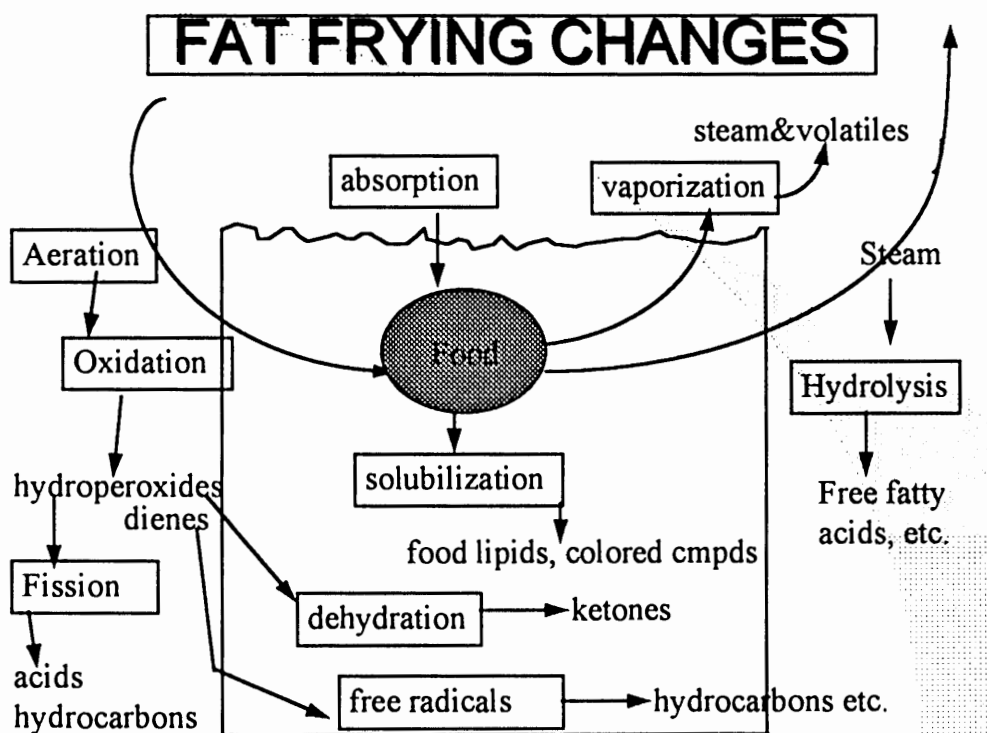 FAT FRYING CHANGES
steam&volatiles
absorption
vaporization
Aeration
Steam
Food
Oxidation
Hydrolysis
solubilization
hydroperoxides
dienes
Free fatty
acids, etc.
food lipids, colored cmpds
Fission
dehydration
ketones
acids
hydrocarbons
free radicals
hydrocarbons etc.